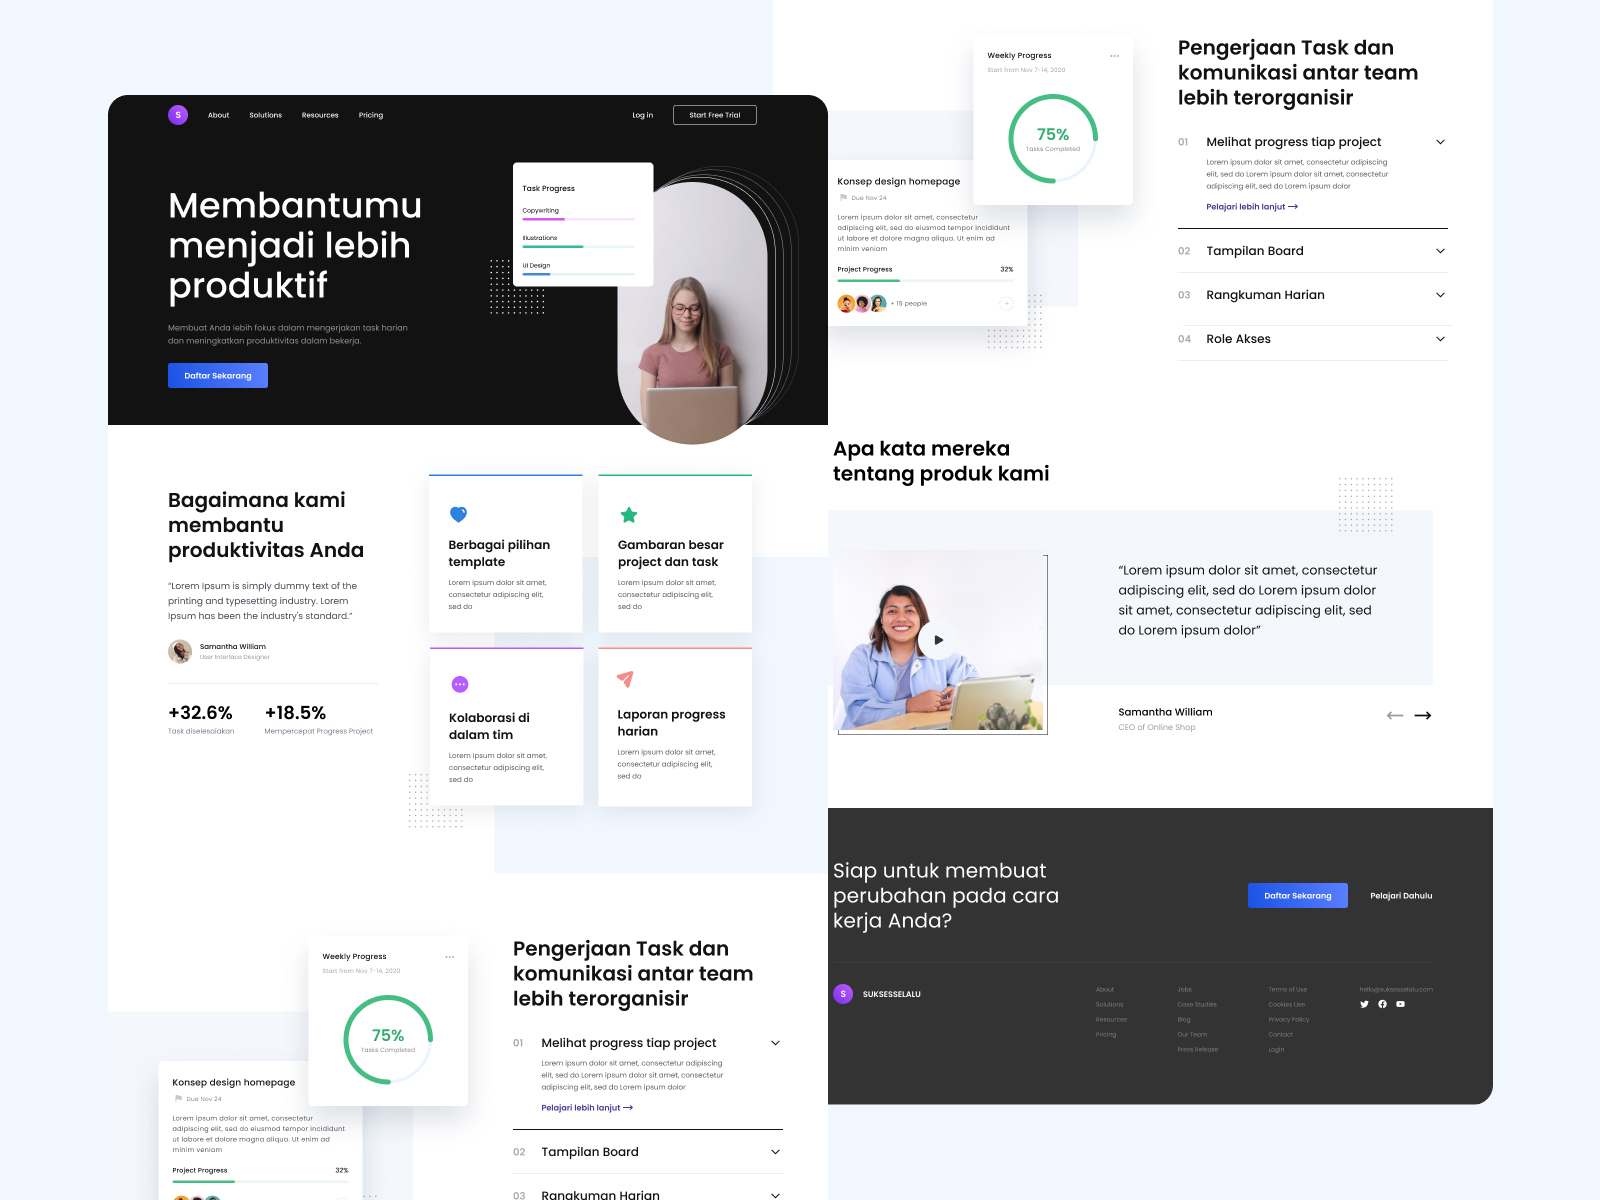 S
About
Solutions
Resources
Pricing
Log in
Start Free Trial
Membantumu
menjadi lebih
produktif
Membuat Anda lebih fokus dalam mengerjakan task harian
dan meningkatkan produktivitas dalam bekerja.
Daftar Sekarang
Task Progress
Copywriting
Illustrations
UI Design
Bagaimana kami
membantu
produktivitas Anda
“Lorem Ipsum is simply dummy text of the
printing and typesetting industry. Lorem
Ipsum has been the industry's standard.”
Samantha William
User Interface Designer
+32.6%
Task diselesaiakan
+18.5%
Mempercepat Progress Project
Berbagai pilihan
template
Lorem ipsum dolor sit amet,
consectetur adipiscing elit,
sed do
Gambaran besar
project dan task
Lorem ipsum dolor sit amet,
consectetur adipiscing elit,
sed do
Kolaborasi di
dalam tim
Lorem ipsum dolor sit amet,
consectetur adipiscing elit,
sed do
Laporan progress
harian
Lorem ipsum dolor sit amet,
consectetur adipiscing elit,
sed do
Weekly Progress
Start from Nov 7-14, 2020
75%
Tasks Completed
Konsep design homepage
Due Nov 24
Lorem ipsum dolor sit amet, consectetur
adipiscing elit, sed do eiusmod tempor incididunt
ut labore et dolore magna aliqua. Ut enim ad
minim veniam
Project Progress
32%
Pengerjaan Task dan
komunikasi antar team
lebih terorganisir
01
Melihat progress tiap project
Lorem ipsum dolor sit amet, consectetur adipiscing
elit, sed do Lorem ipsum dolor sit amet, consectetur
adipiscing elit, sed do Lorem ipsum dolor
Pelajari lebih lanjut
02
Tampilan Board
03
Rangkuman Harian
Weekly Progress
Start from Nov 7-14, 2020
75%
Tasks Completed
Konsep design homepage
Due Nov 24
Lorem ipsum dolor sit amet, consectetur
adipiscing elit, sed do eiusmod tempor incididunt
ut labore et dolore magna aliqua. Ut enim ad
minim veniam
Project Progress
32%
+ 15 people
Pengerjaan Task dan
komunikasi antar team
lebih terorganisir
01
Melihat progress tiap project
Lorem ipsum dolor sit amet, consectetur adipiscing
elit, sed do Lorem ipsum dolor sit amet, consectetur
adipiscing elit, sed do Lorem ipsum dolor
Pelajari lebih lanjut
02
Tampilan Board
03
Rangkuman Harian
04
Role Akses
Apa kata mereka
tentang produk kami
“Lorem ipsum dolor sit amet, consectetur
adipiscing elit, sed do Lorem ipsum dolor
sit amet, consectetur adipiscing elit, sed
do Lorem ipsum dolor”
Samantha William
CEO of Online Shop
Siap untuk membuat
perubahan pada cara
kerja Anda?
Daftar Sekarang
Pelajari Dahulu
S
SUKSESSELALU
About
Solutions
Resources
Pricing
Jobs
Case Studies
Blog
Our Team
Press Release
Terms of Use
Cookies Use
Privacy Policy
Contact
Login
hello@suksesselalu.com